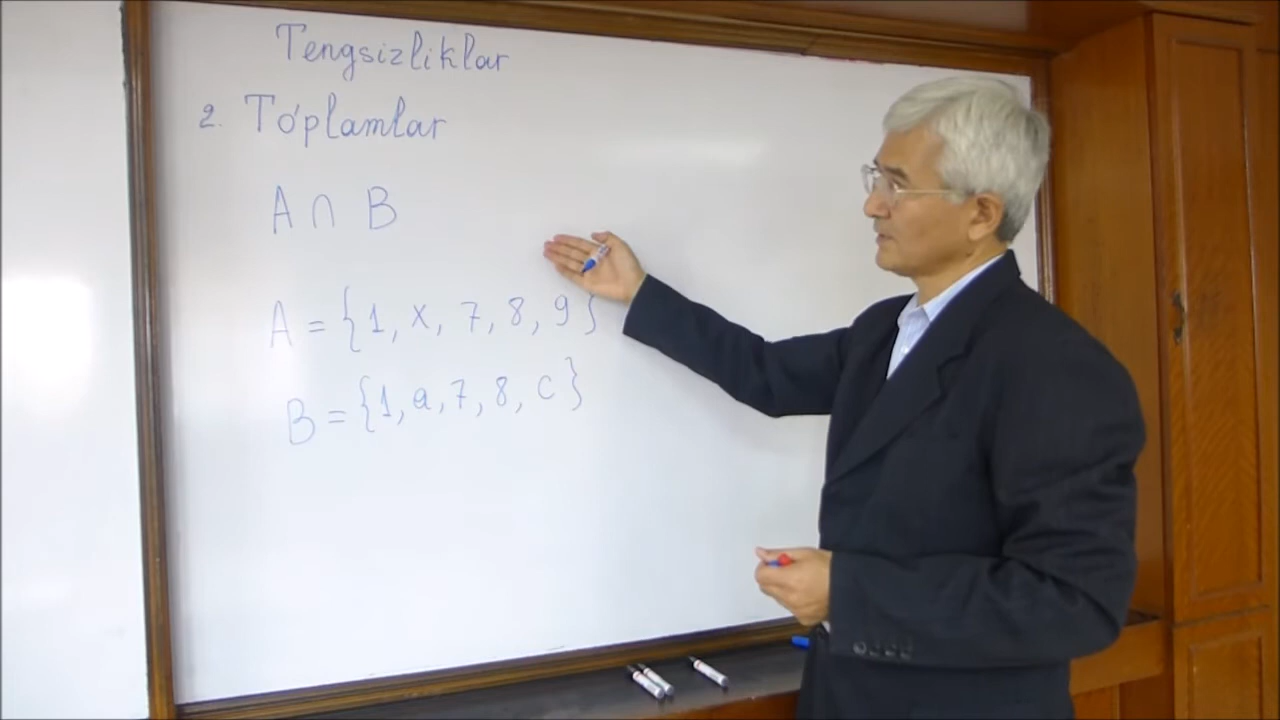 Tengsizliklar
2. To'plamlar
A ∩ B
A = {1, x, 7, 8, 9}
B = {1, a, 7, 8, c}